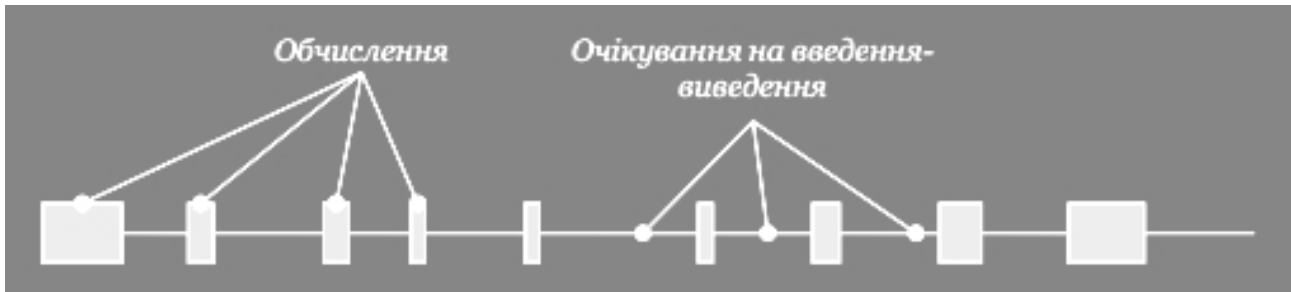 Обчислення
Очікування на введення-
виведення